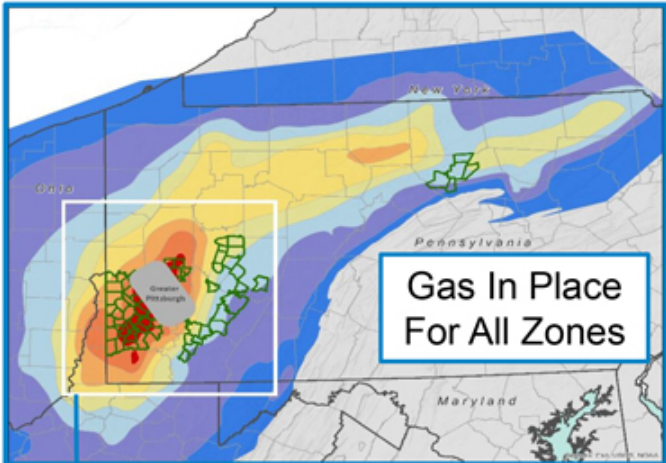 New York
Ohio
Pennsylvania
Greater
Pittsburgh
Gas In Place
For All Zones
Maryland